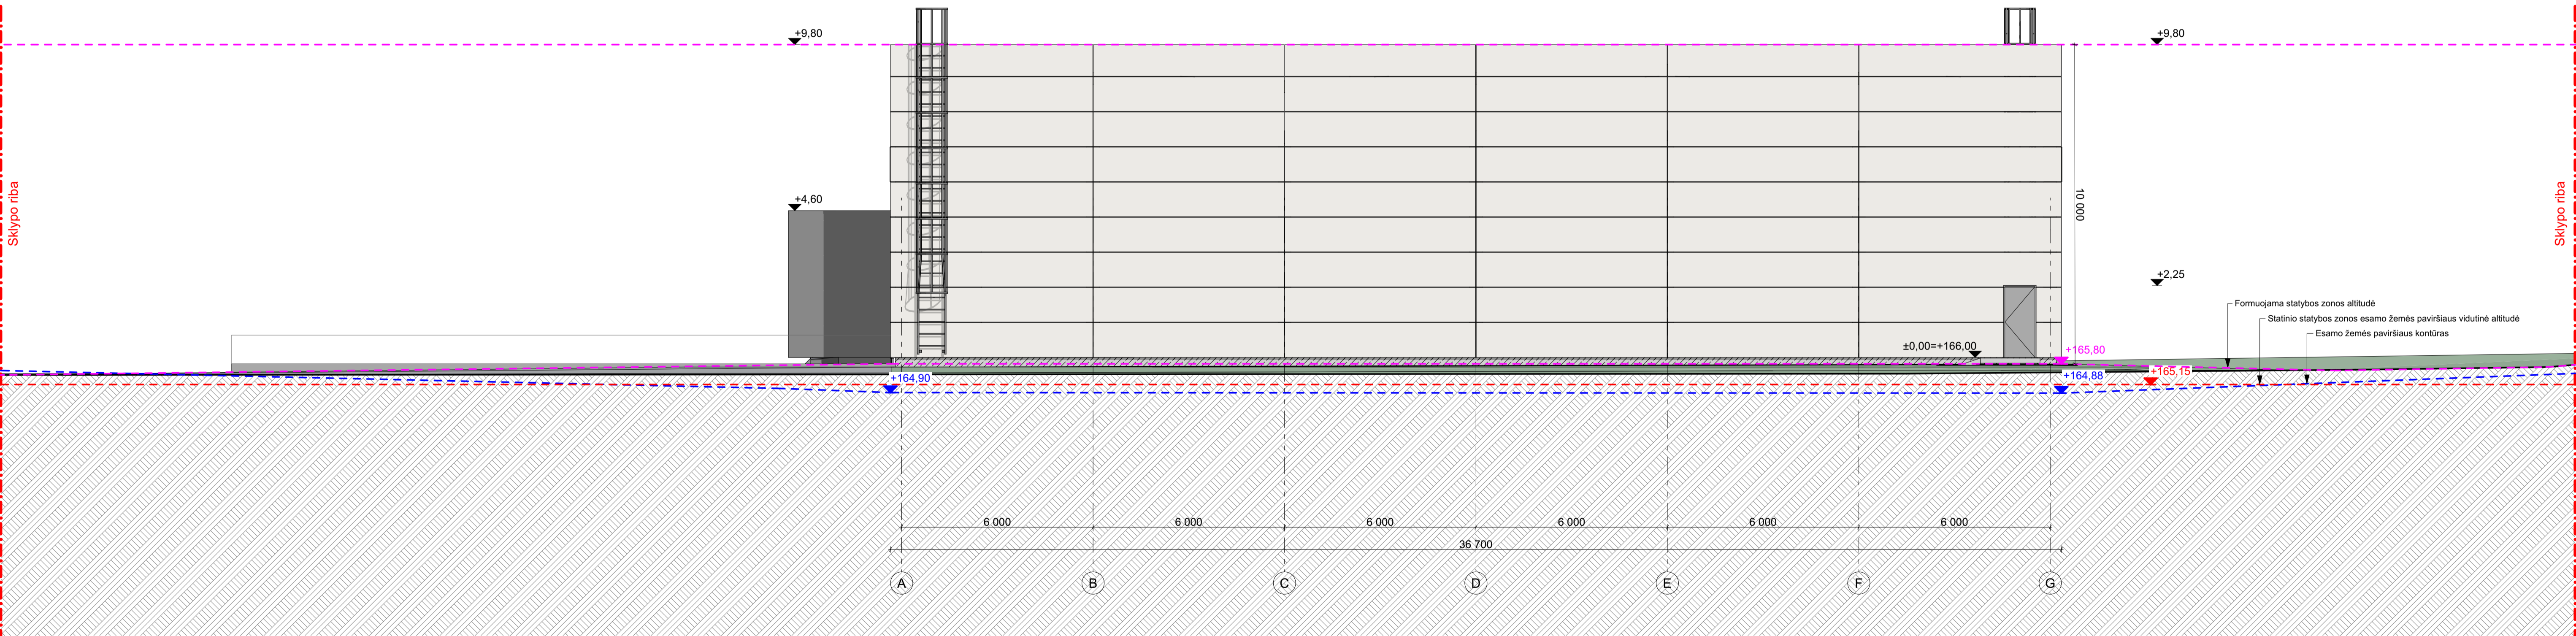 +9,80
+9,80
Sklypo riba
Sklypo riba
10 000
+4,60
+2,25
Formuojama statybos zonos altitudė
Statinio statybos zonos esamo žemės paviršiaus vidutinė altitudė
Esamo žemės paviršiaus kontūras
±0,00=+166,00
+165,80
+164,90
+164,88
+165,15
6 000
6 000
6 000
6 000
6 000
6 000
36 700
A
B
C
D
E
F
G